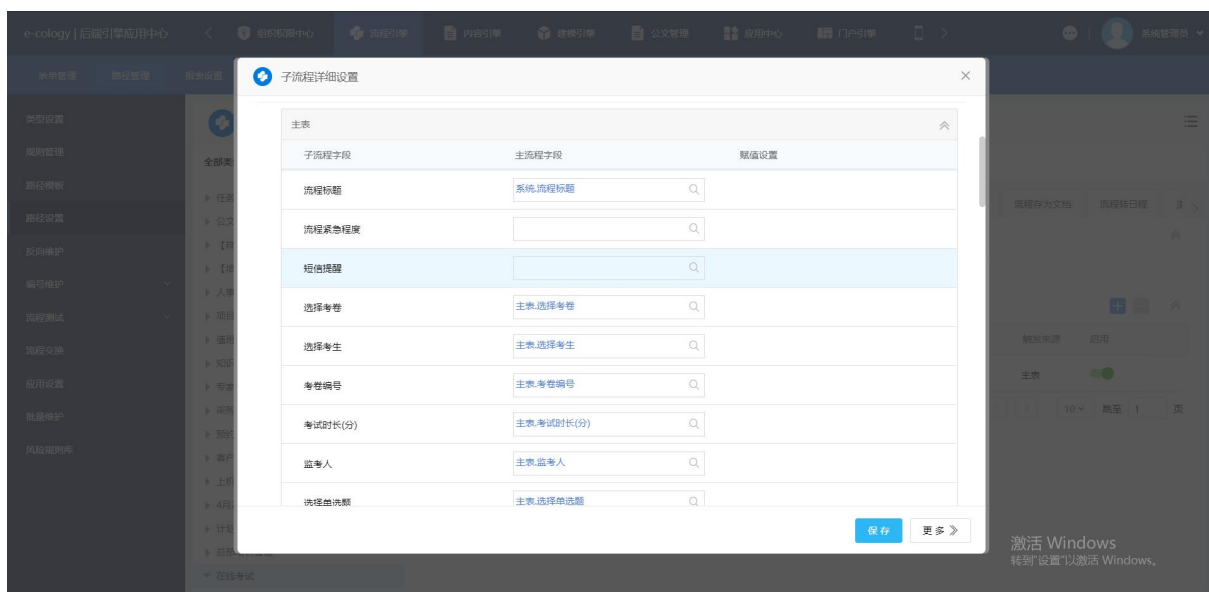 e-cology | 后端引擎应用中心
组织权限中心
流程引擎
内容引擎
建模引擎
公文管理
应用中心
门户引擎
系统管理员
表单管理
路径管理
报表设置
子流程详细设置
类型设置
规则管理
路径模板
路径设置
反向维护
编号维护
流程测试
流程交换
应用设置
批量维护
风险规则库
主表
子流程字段 主流程字段 赋值设置
流程标题 系统.流程标题
流程紧急程度
短信提醒
选择考卷 主表.选择考卷
选择考生 主表.选择考生
考卷编号 主表.考卷编号
考试时长(分) 主表.考试时长(分)
监考人 主表.监考人
选择单选题 主表.选择单选题
保存 更多
流程存为文档 流程转日程
触发来源 启用
主表
10 跳至 1 页
在线考试
激活 Windows
转到"设置"以激活 Windows。